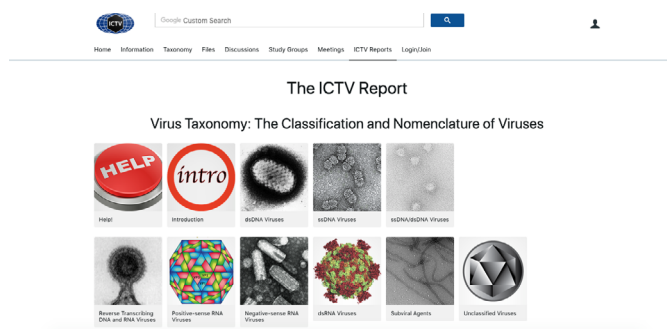 ICTV
Google Custom Search
Home Information Taxonomy Files Discussions Study Groups Meetings ICTV Reports Login/Join
The ICTV Report
Virus Taxonomy: The Classification and Nomenclature of Viruses
HELP
intro
Help!
Introduction
dsDNA Viruses
ssDNA Viruses
ssDNA/dsDNA Viruses
Reverse Transcribing
DNA and RNA Viruses
Positive-sense RNA
Viruses
Negative-sense RNA
Viruses
dsRNA Viruses
Subviral Agents
Unclassified Viruses